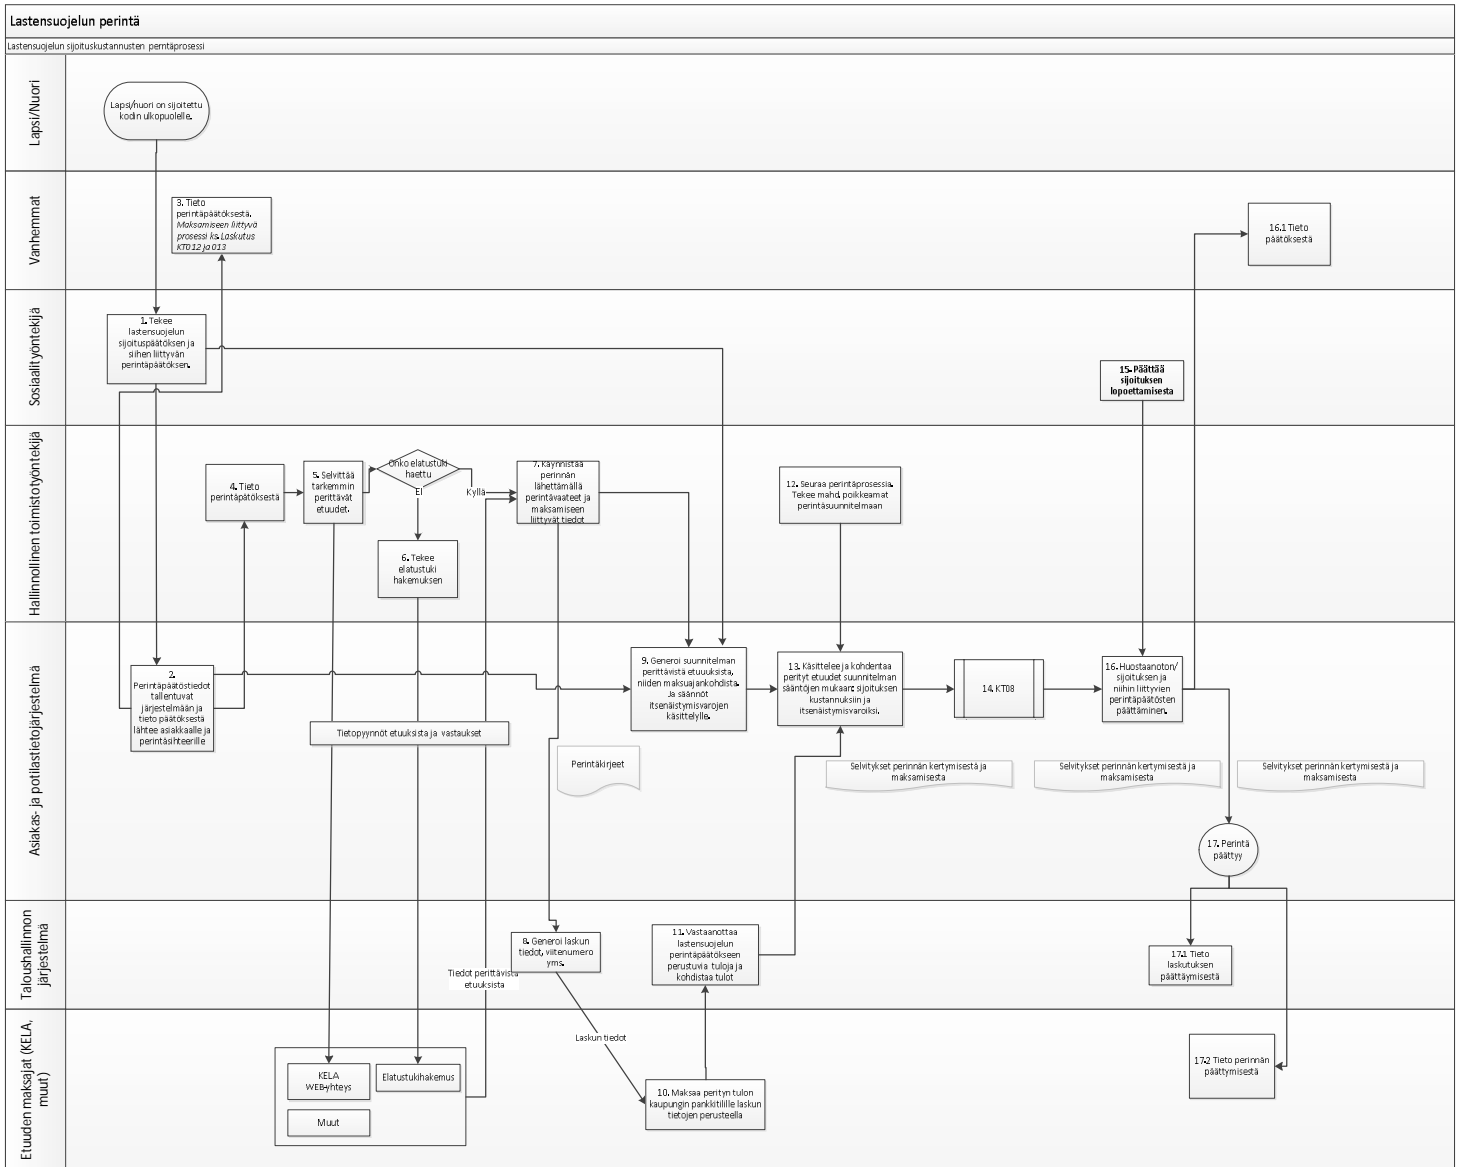 Lastensuojelun perintä
Lastensuojelun sijoituskustannusten perntäprosessi
Lapsi/Nuori
Lapsi/nuori on sijoitettu
kodin ulkopuolelle.
Vanhemmat
3. Tieto
perintäpäätöksestä.
Maksamiseen liittyvä
prosessi ks. Laskutus
KT012 ja 013
16.1 Tieto
päätöksestä
Sosiaalityöntekijä
1. Tekee
lastensuojelun
sijoituspäätöksen ja
siihen liittyvän
perintäpäätöksen.
15. Päättää
sijoituksen
lopoettamisesta
Hallinnollinen toimistotyöntekijä
4. Tieto
perintäpätöksestä
5. Selvittää
tarkemmin
perittävät
etuudet.
Onko elatustuki
haettu
EI
Kyllä
6. Tekee
elatustuki
hakemuksen
7. Käynnistää
perinnän
lähettämällä
perintävaateet ja
maksamiseen
liittyvät tiedot
12. Seuraa perintäprosessia.
Tekee mahd. poikkeamat
perintäsuunnitelmaan
Asiakas- ja potilastietojärjestelmä
2.
Perintäpäätöstiedot
tallentuvat
järjestelmään ja
tieto päätöksestä
lähtee asiakkaalle ja
perintäsihteerille
Tietopyynnöt etuuksista ja vastaukset
9. Generoi suunnitelman
perittävistä etuuuksista,
niiden maksuajankohdista.
Ja säännöt
itsenäistymisvarojen
käsittelylle.
13. Käsittelee ja kohdentaa
perityt etuudet suunnitelman
sääntöjen mukaan: sijoituksen
kustannuksiin ja
itsenäistymisvaroiksi.
14. KT08
16. Huostaanoton/
sijoituksen ja
niihin liittyvien
perintäpäätösten
päättäminen.
Perintäkirjeet
Selvitykset perinnän kertymisestä ja
maksamisesta
Selvitykset perinnän kertymisestä ja
maksamisesta
Selvitykset perinnän kertymisestä ja
maksamisesta
17. Perintä
päättyy
Taloushallinnon
järjestelmä
8. Generoi laskun
tiedot, viitenumero
yms.
11. Vastaanottaa
lastensuojelun
perintäpäätökseen
perustuvia tuloja ja
kohdistaa tulot
17.1 Tieto
laskutuksen
päättäymisestä
Tiedot perittävistä
etuuksista
Etuuden maksajat (KELA,
muut)
KELA
WEB-yhteys
Elatustukihakemus
Muut
Laskun tiedot
10. Maksaa perityn tulon
kaupungin pankkitilille laskun
tietojen perusteella
17.2 Tieto perinnän
päättymisestä